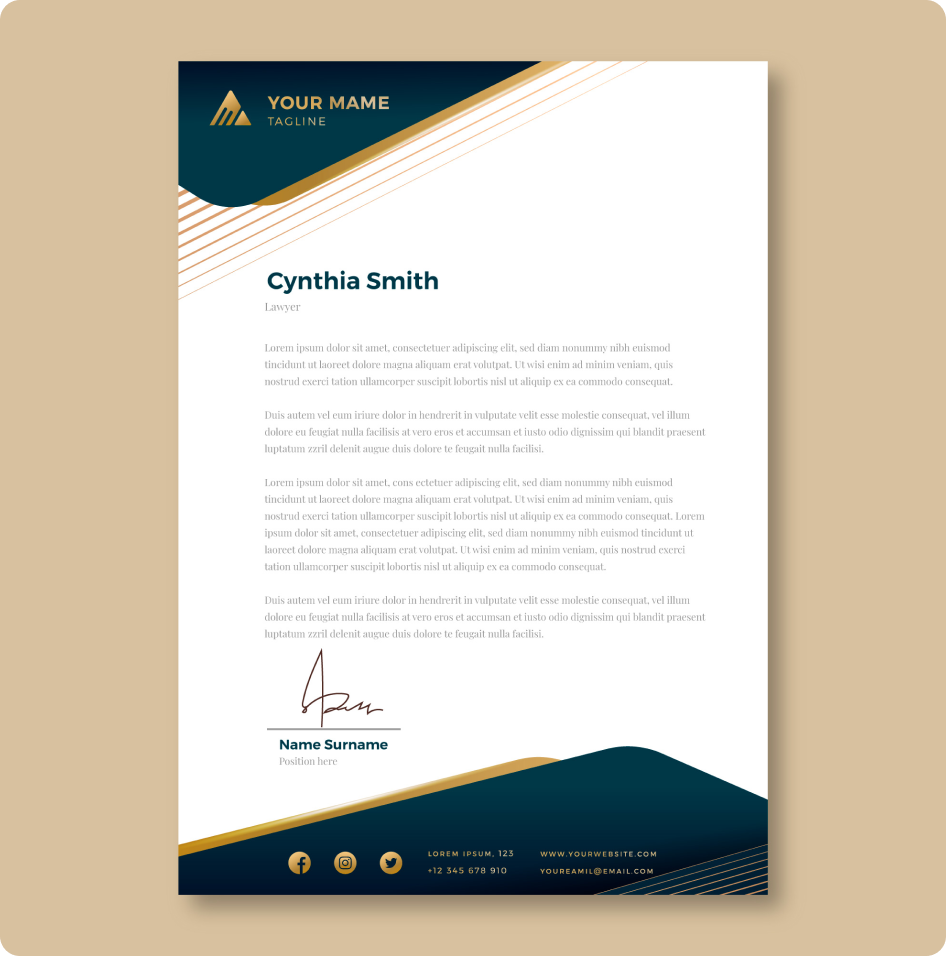 YOUR MAME
TAGLINE
Cynthia Smith
Lawyer
Lorem ipsum dolor sit amet, consectetuer adipiscing elit, sed diam nonummy nibh euismod
tincidunt ut laoreet dolore magna aliquam erat volutpat. Ut wisi enim ad minim veniam, quis
nostrud exerci tation ullamcorper suscipit lobortis nisl ut aliquip ex ea commodo consequat.
Duis autem vel eum iriure dolor in hendrerit in vulputate velit esse molestie consequat, vel illum
dolore eu feugiat nulla facilisis at vero eros et accumsan et iusto odio dignissim qui blandit praesent
luptatum zzril delenit augue duis dolore te feugait nulla facilisi.
Lorem ipsum dolor sit amet, cons ectetuer adipiscing elit, sed diam nonummy nibh euismod
tincidunt ut laoreet dolore magna aliquam erat volutpat. Ut wisi enim ad minim veniam, quis
nostrud exerci tation ullamcorper suscipit lobortis nisl ut aliquip ex ea commodo consequat. Lorem
ipsum dolor sit amet, consectetuer adipiscing elit, sed diam nonummy nibh euismod tincidunt ut
laoreet dolore magna aliquam erat volutpat. Ut wisi enim ad minim veniam, quis nostrud exerci
tation ullamcorper suscipit lobortis nisl ut aliquip ex ea commodo consequat.
Duis autem vel eum iriure dolor in hendrerit in vulputate velit esse molestie consequat, vel illum
dolore eu feugiat nulla facilisis at vero eros et accumsan et iusto odio dignissim qui blandit praesent
luptatum zzril delenit augue duis dolore te feugait nulla facilisi.
Name Surname
Position here
LOREM IPSUM, 123
+12 345 678 910
WWW.YOURWEBSITE.COM
YOUREAMIL@EMAIL.COM